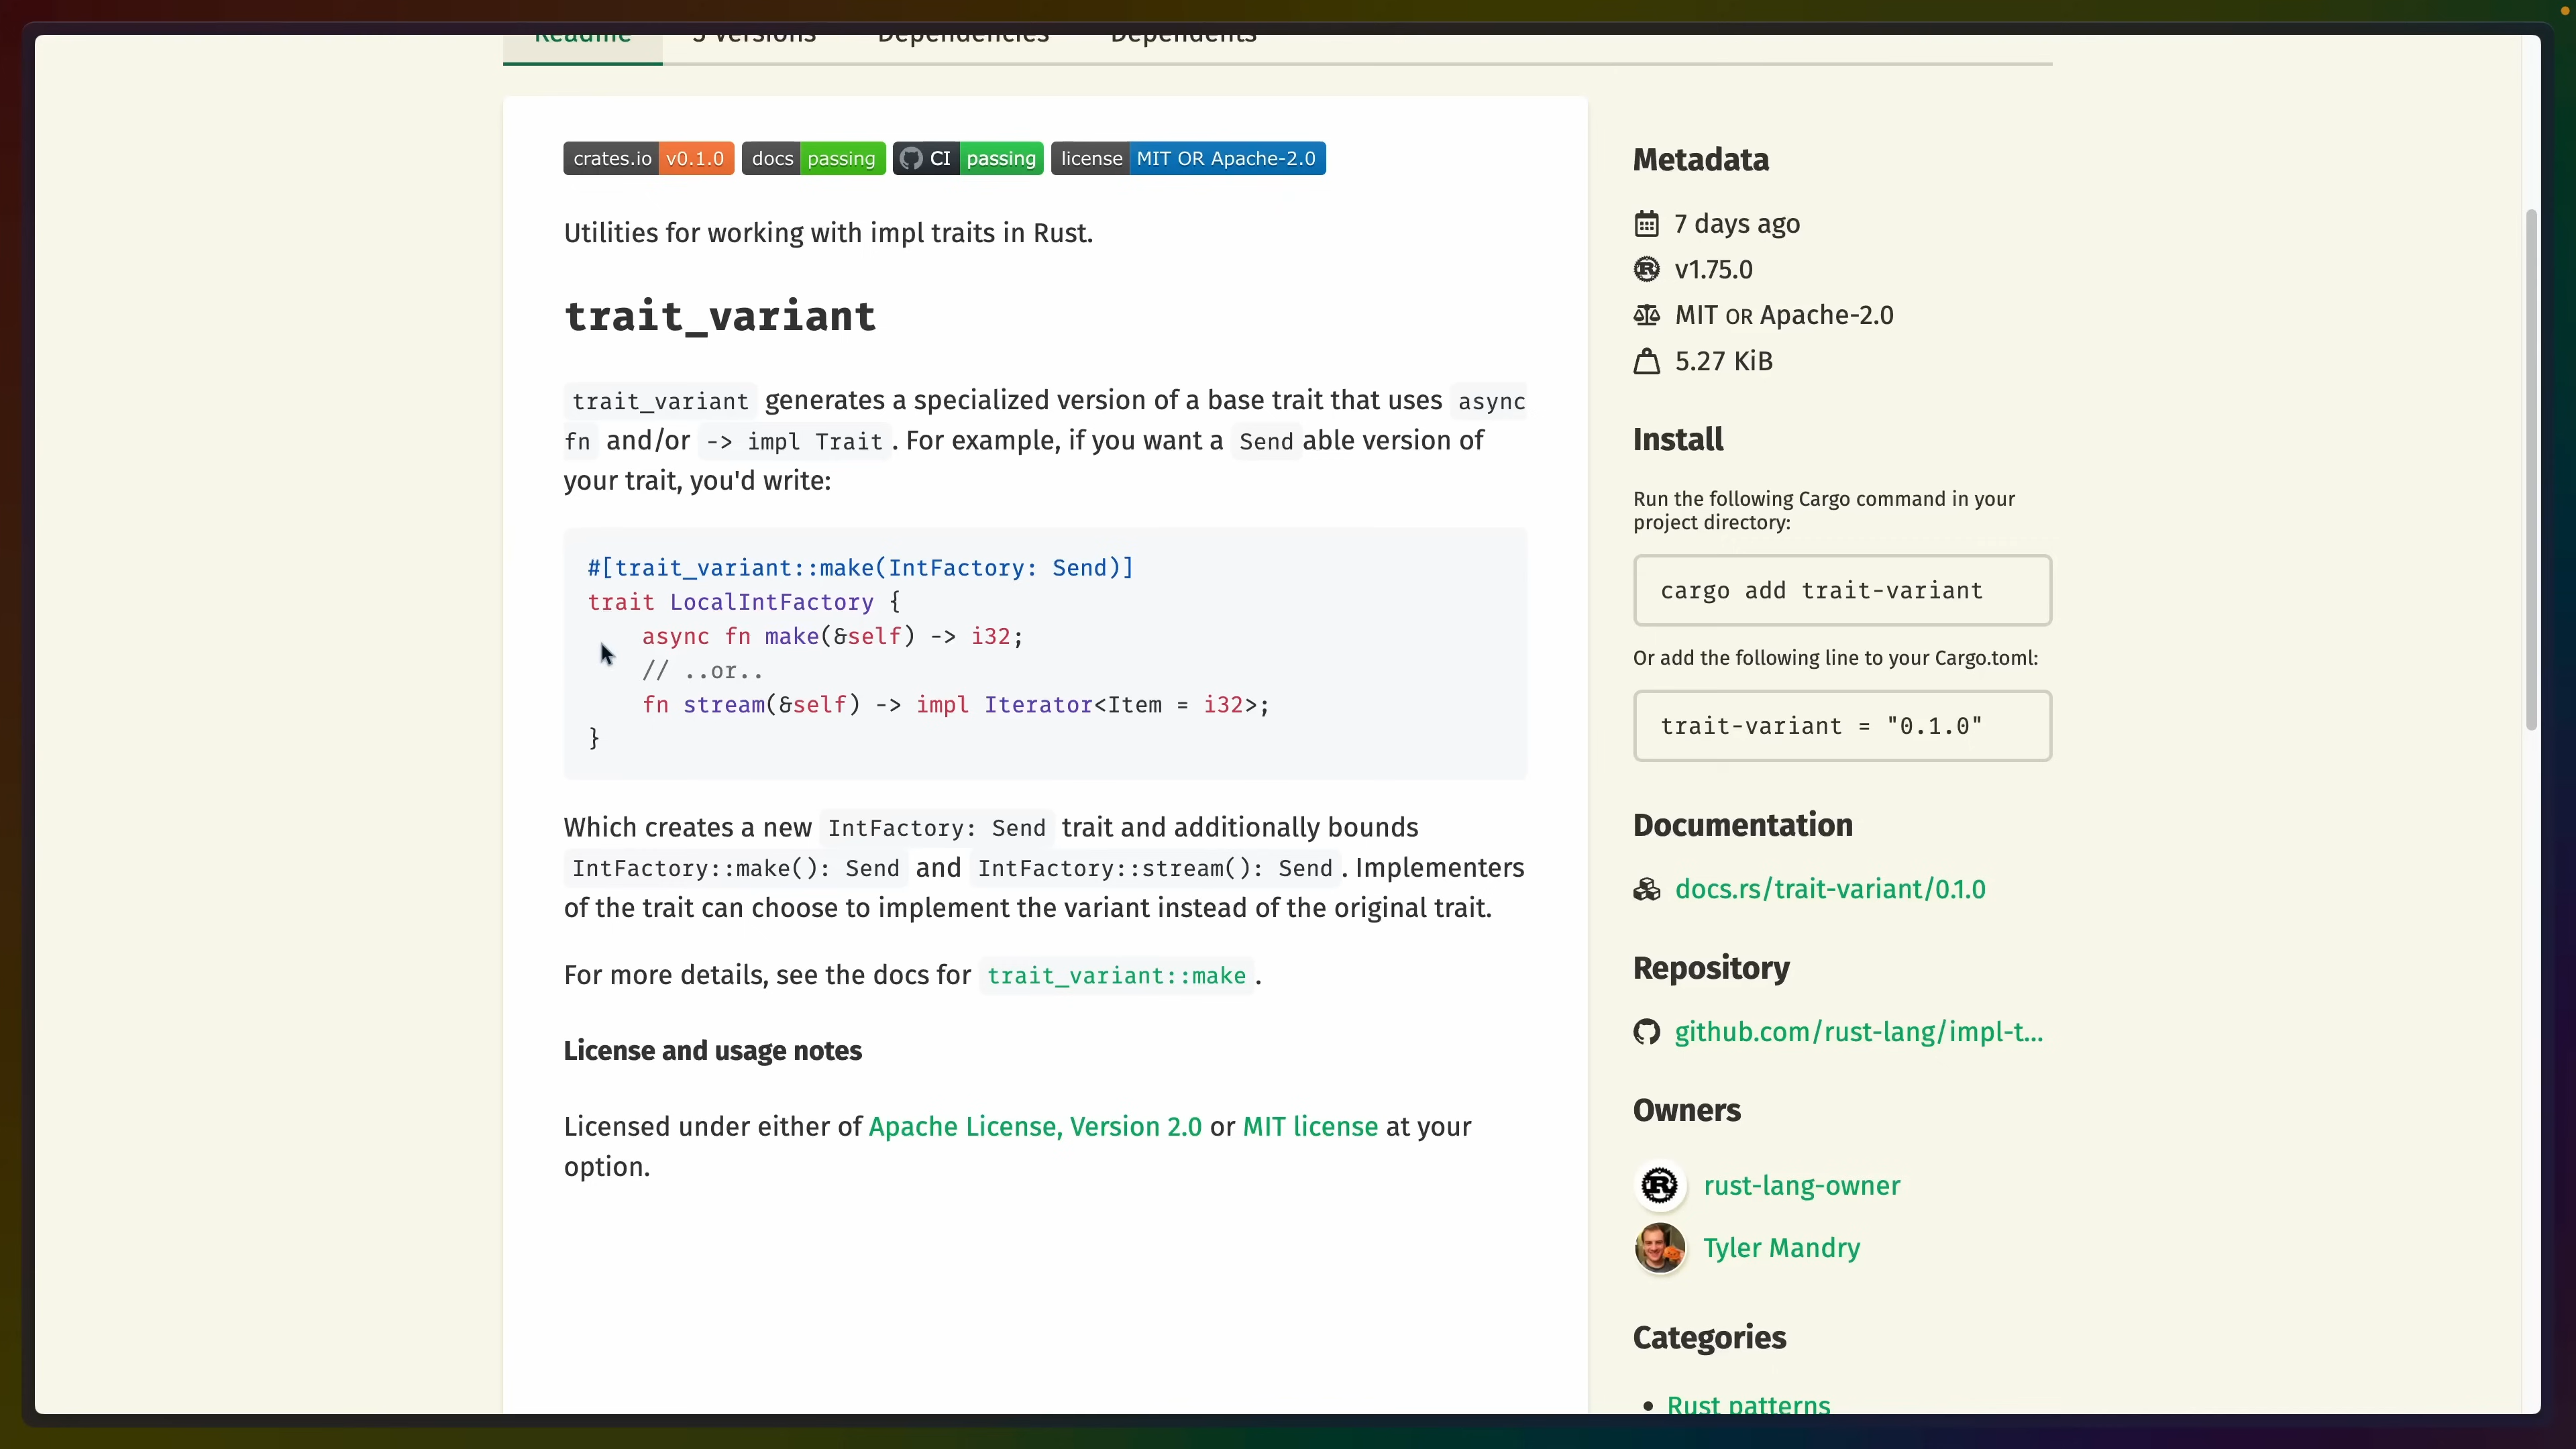 Readme
Versions
Dependencies
Dependents
crates.io v0.1.0
docs passing
CI passing
license MIT OR Apache-2.0
Utilities for working with impl traits in Rust.
trait_variant
trait_variant generates a specialized version of a base trait that uses async
fn and/or -> impl Trait. For example, if you want a Sendable version of
your trait, you'd write:
#[trait_variant::make(IntFactory: Send)]
trait LocalIntFactory {
    async fn make(&self) -> i32;
    // ..or..
    fn stream(&self) -> impl Iterator<Item = i32>;
}
Which creates a new IntFactory: Send trait and additionally bounds
IntFactory::make(): Send and IntFactory::stream(): Send. Implementers
of the trait can choose to implement the variant instead of the original trait.
For more details, see the docs for trait_variant::make.
License and usage notes
Licensed under either of Apache License, Version 2.0 or MIT license at your
option.
Metadata
7 days ago
v1.75.0
MIT OR Apache-2.0
5.27 KiB
Install
Run the following Cargo command in your
project directory:
cargo add trait-variant
Or add the following line to your Cargo.toml:
trait-variant = "0.1.0"
Documentation
docs.rs/trait-variant/0.1.0
Repository
github.com/rust-lang/impl-t...
Owners
rust-lang-owner
Tyler Mandry
Categories
Rust patterns